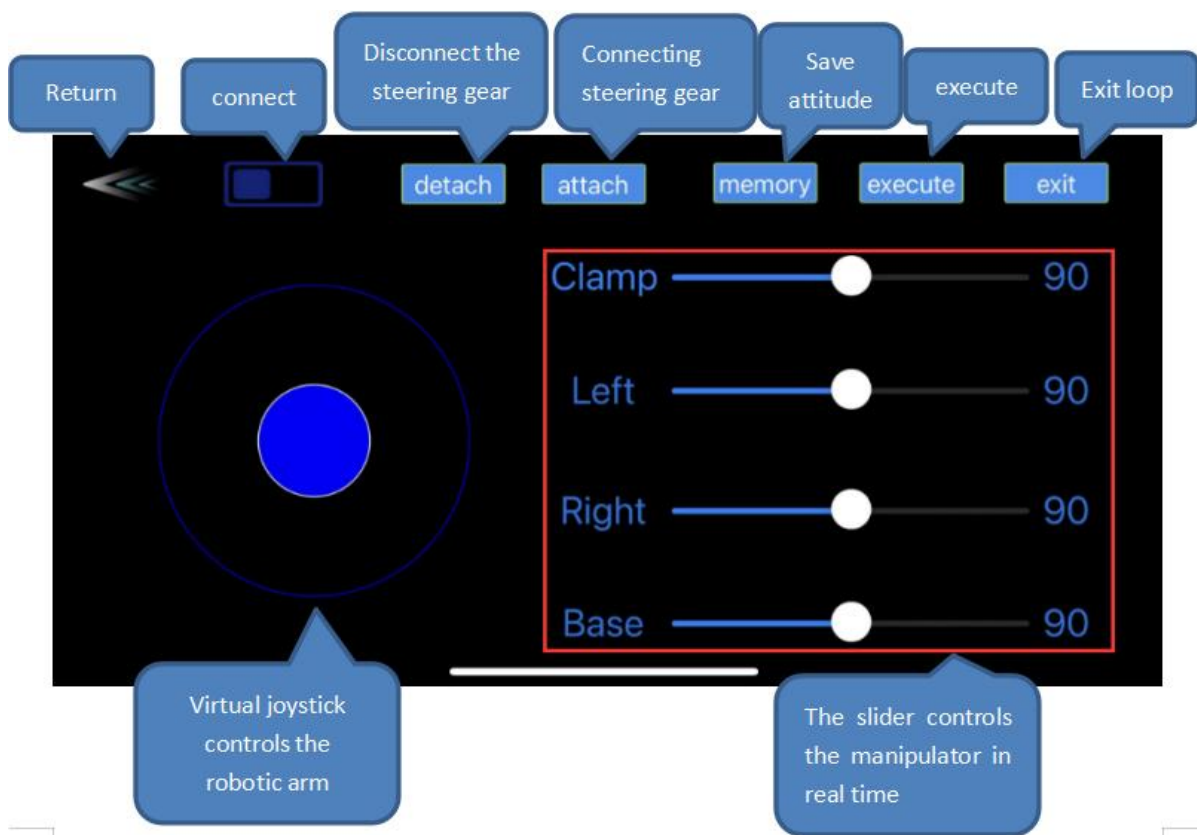 Return
connect
Disconnect the
steering gear
Connecting
steering gear
Save
attitude
execute
Exit loop
detach
attach
memory
execute
exit
Clamp 90
Left 90
Right 90
Base 90
Virtual joystick
controls the
robotic arm
The slider controls
the manipulator in
real time